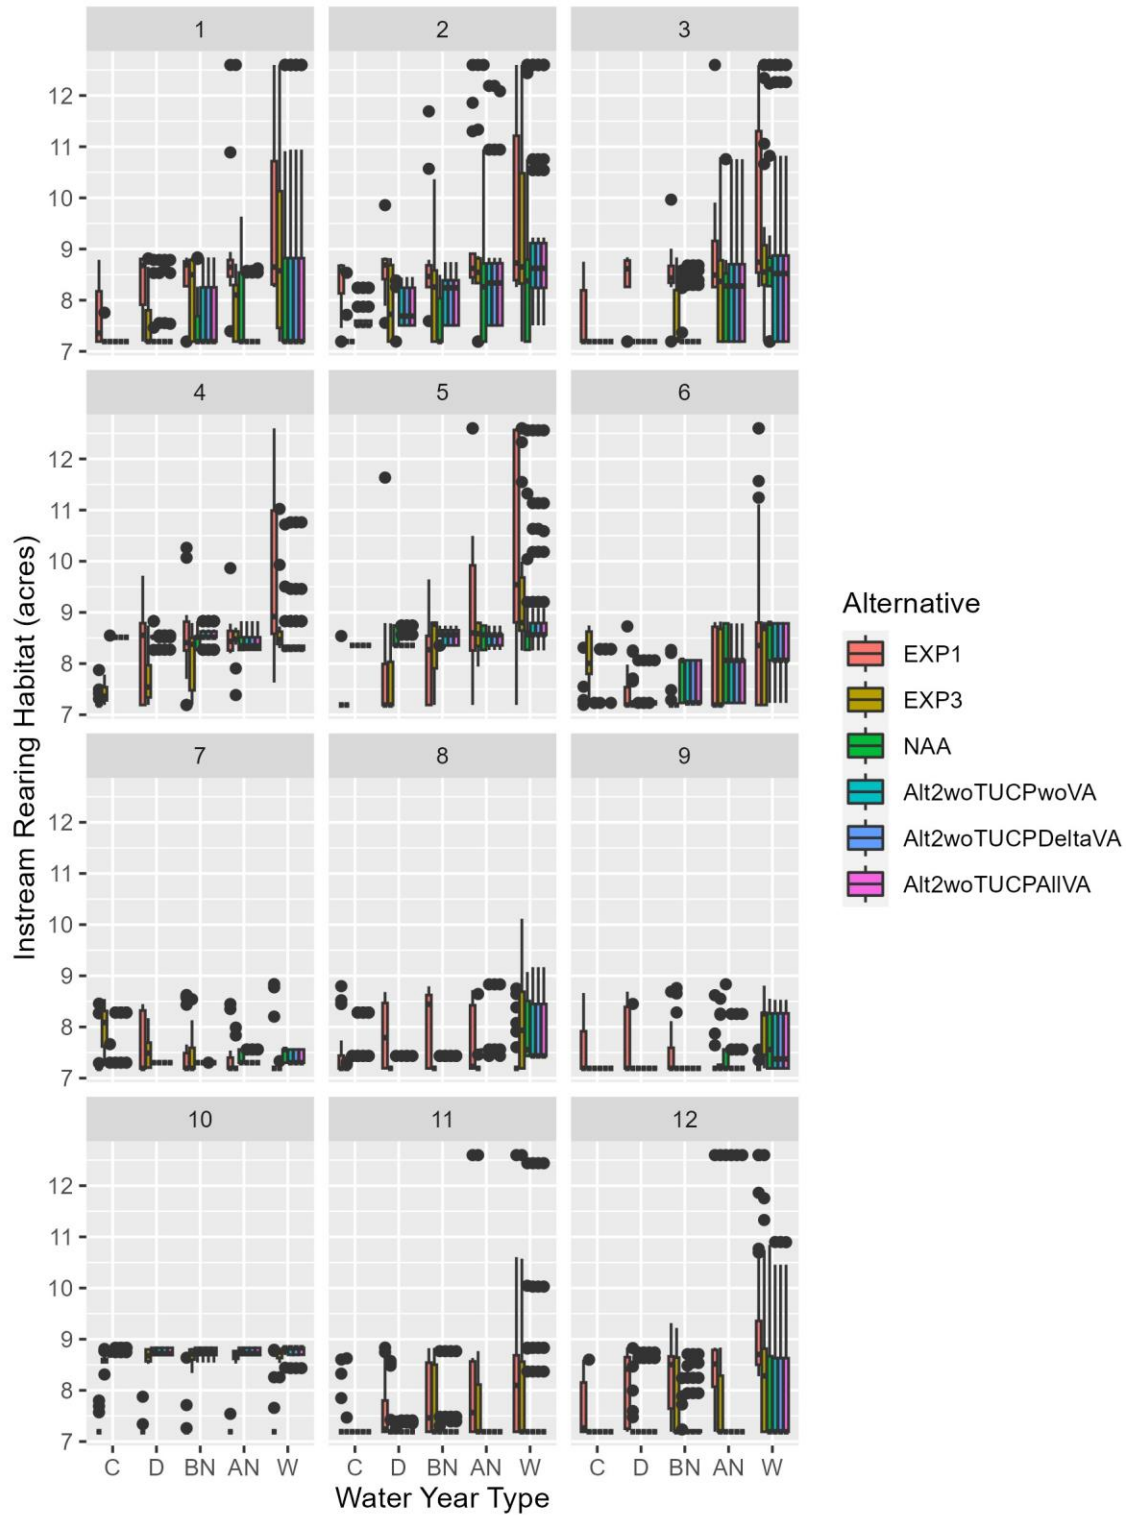 1 2 3
12
11
10
9
8
7
4 5 6
12
11
10
9
8
7
7 8 9
12
11
10
9
8
7
10 11 12
12
11
10
9
8
7
C D BN AN W C D BN AN W C D BN AN W
Water Year Type
Instream Rearing Habitat (acres)
Alternative
EXP1
EXP3
NAA
Alt2woTUCPwoVA
Alt2woTUCPDeltaVA
Alt2woTUCPAllVA